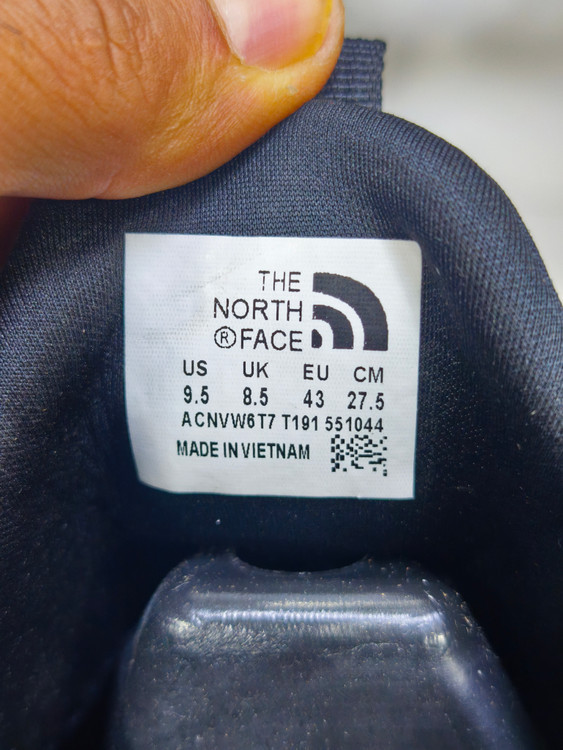 THE
NORTH
®FACE
US UK EU CM
9.5 8.5 43 27.5
ACNVW6T7 T191 551044
MADE IN VIETNAM